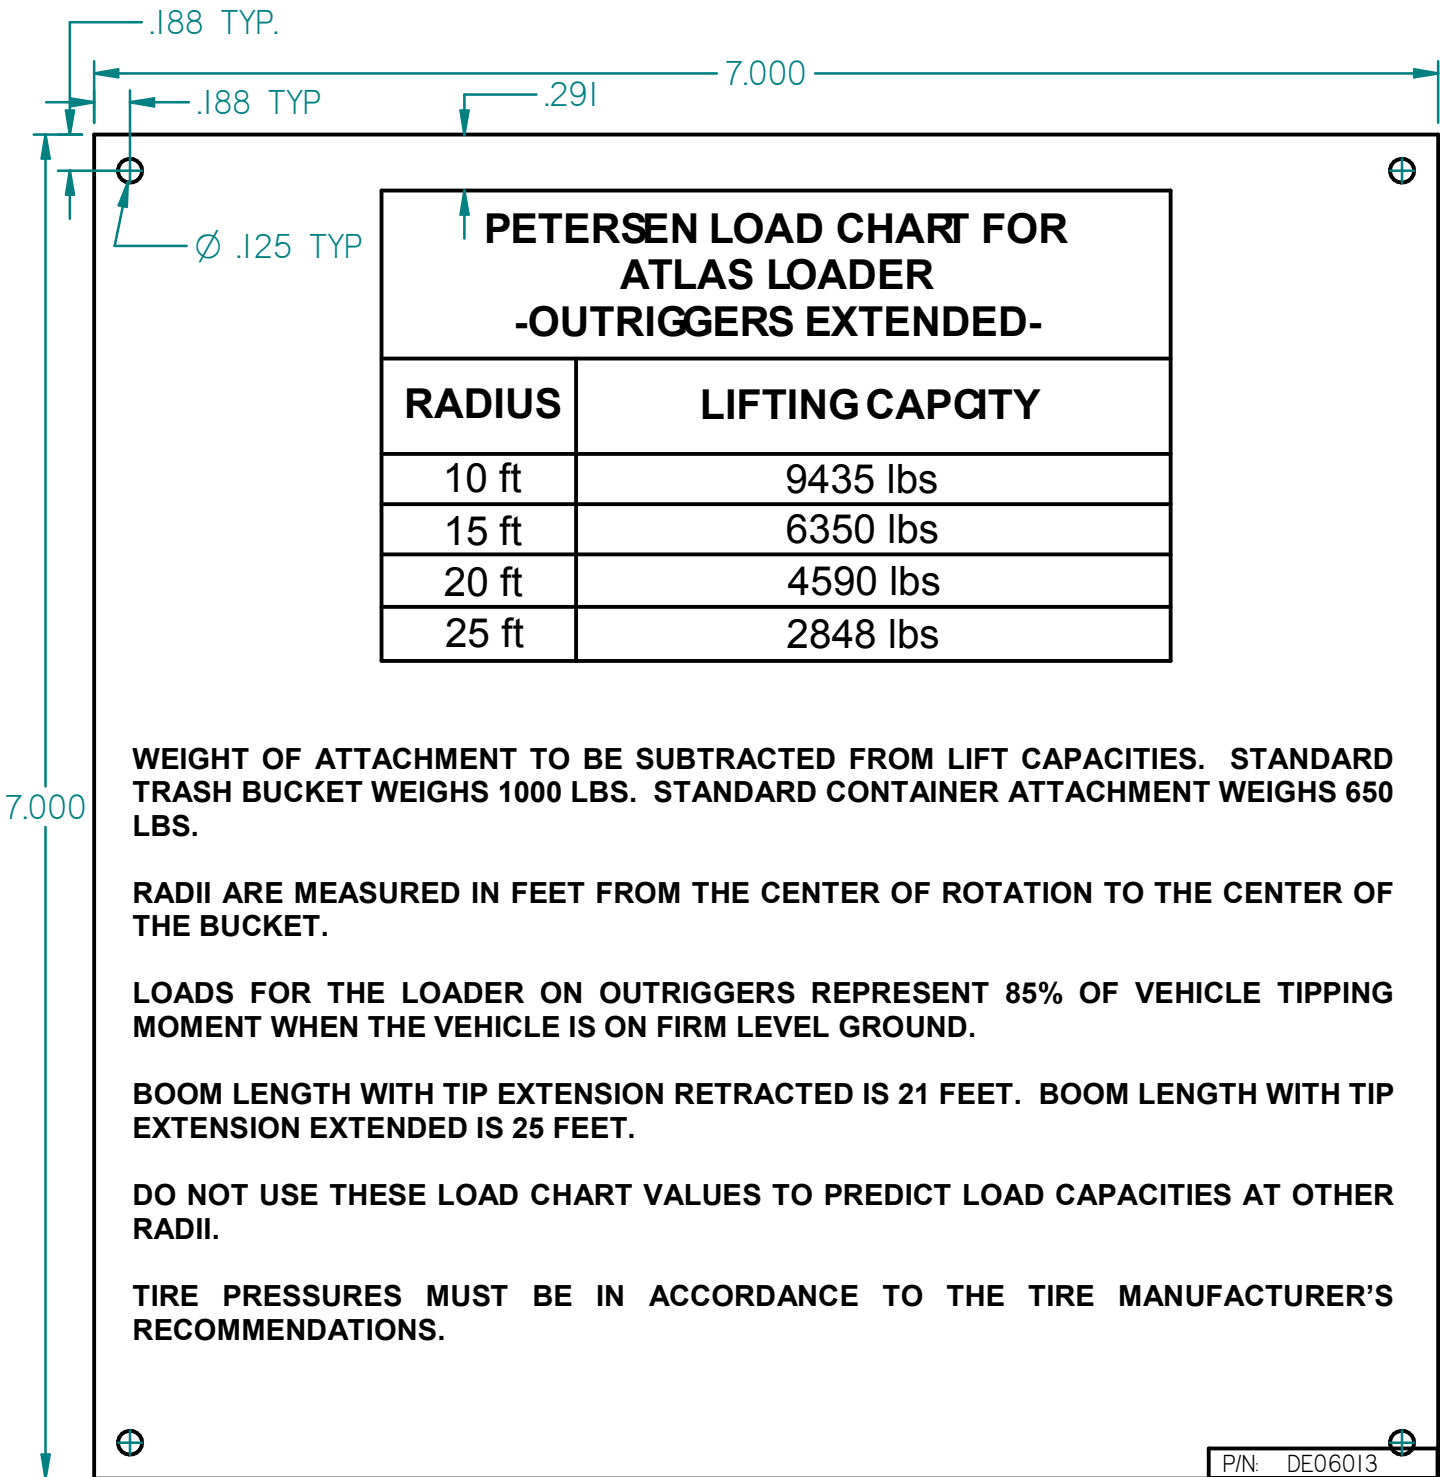 .188 TYP.
7.000
.188 TYP
.291
Ø .125 TYP
PETERSEN LOAD CHART FOR
ATLAS LOADER
-OUTRIGGERS EXTENDED-
RADIUS LIFTING CAPCITY
10 ft 9435 lbs
15 ft 6350 lbs
20 ft 4590 lbs
25 ft 2848 lbs
WEIGHT OF ATTACHMENT TO BE SUBTRACTED FROM LIFT CAPACITIES. STANDARD
TRASH BUCKET WEIGHS 1000 LBS. STANDARD CONTAINER ATTACHMENT WEIGHS 650
LBS.
7.000
RADII ARE MEASURED IN FEET FROM THE CENTER OF ROTATION TO THE CENTER OF
THE BUCKET.
LOADS FOR THE LOADER ON OUTRIGGERS REPRESENT 85% OF VEHICLE TIPPING
MOMENT WHEN THE VEHICLE IS ON FIRM LEVEL GROUND.
BOOM LENGTH WITH TIP EXTENSION RETRACTED IS 21 FEET. BOOM LENGTH WITH TIP
EXTENSION EXTENDED IS 25 FEET.
DO NOT USE THESE LOAD CHART VALUES TO PREDICT LOAD CAPACITIES AT OTHER
RADII.
TIRE PRESSURES MUST BE IN ACCORDANCE TO THE TIRE MANUFACTURER’S
RECOMMENDATIONS.
P/N: DE06013